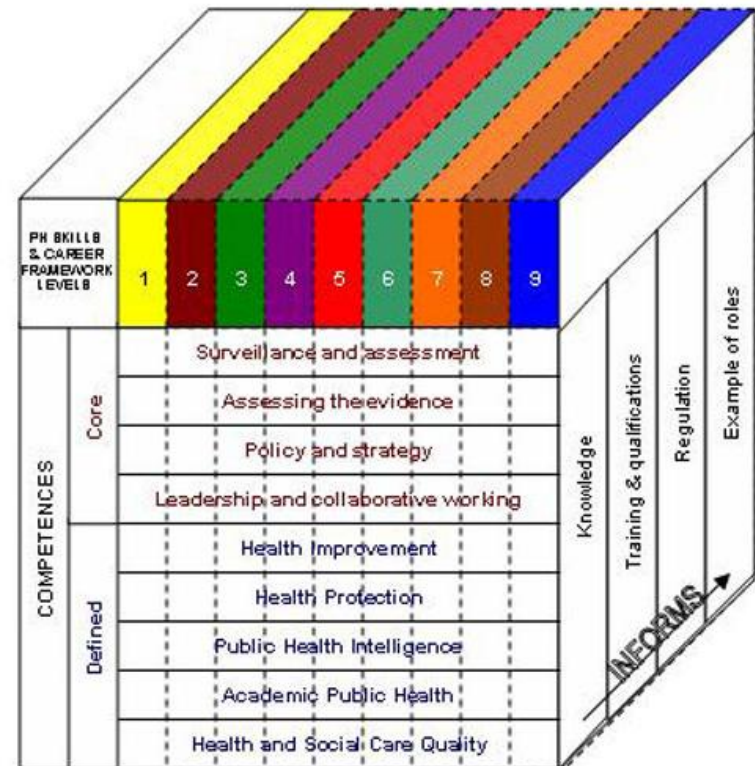 PH SKILLS
& CAREER
FRAMEWORK
LEVELS
1 2 3 4 5 6 7 8 9
COMPETENCES
Core
Surveillance and assessment
Assessing the evidence
Policy and strategy
Leadership and collaborative working
Defined
Health Improvement
Health Protection
Public Health Intelligence
Academic Public Health
Health and Social Care Quality
Knowledge
Training & qualifications
Regulation
Example of roles
INFORMS